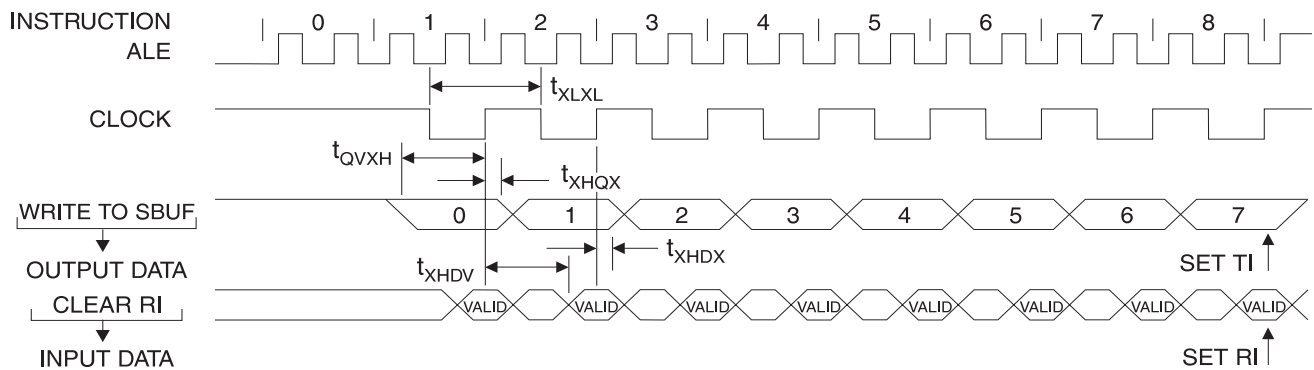 INSTRUCTION 0 1 2 3 4 5 6 7 8
ALE
tXLXL
CLOCK
tQVXH
tXHQX
WRITE TO SBUF 0 1 2 3 4 5 6 7
tXHDX
OUTPUT DATA tXHDV SET TI
CLEAR RI VALID VALID VALID VALID VALID VALID VALID VALID
INPUT DATA SET RI